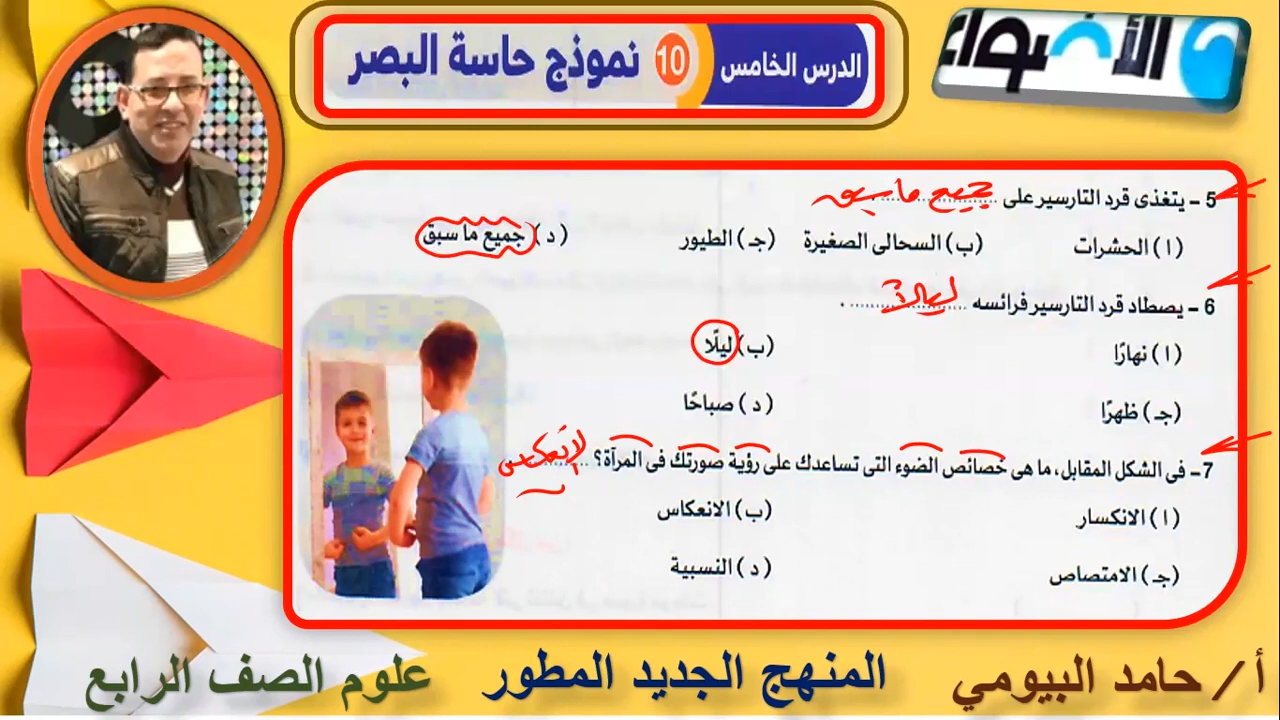 الأضواء
الدرس الخامس 10 نموذج حاسة البصر
5 - يتغذى قرد التارسير على جميع ما سبق .
( ا ) الحشرات (ب) السحالى الصغيرة (جـ) الطيور ( د ) جميع ما سبق
6 - يصطاد قرد التارسير فرائسه ليلاً .
( ا ) نهارًا (ب) ليلًا
(جـ) ظهرًا ( د ) صباحًا
7 - فى الشكل المقابل، ما هى خصائص الضوء التى تساعدك على رؤية صورتك فى المرآة؟ الانعكاس
( ا ) الانكسار (ب) الانعكاس
(جـ) الامتصاص ( د ) النسبية
أ / حامد البيومي المنهج الجديد المطور علوم الصف الرابع